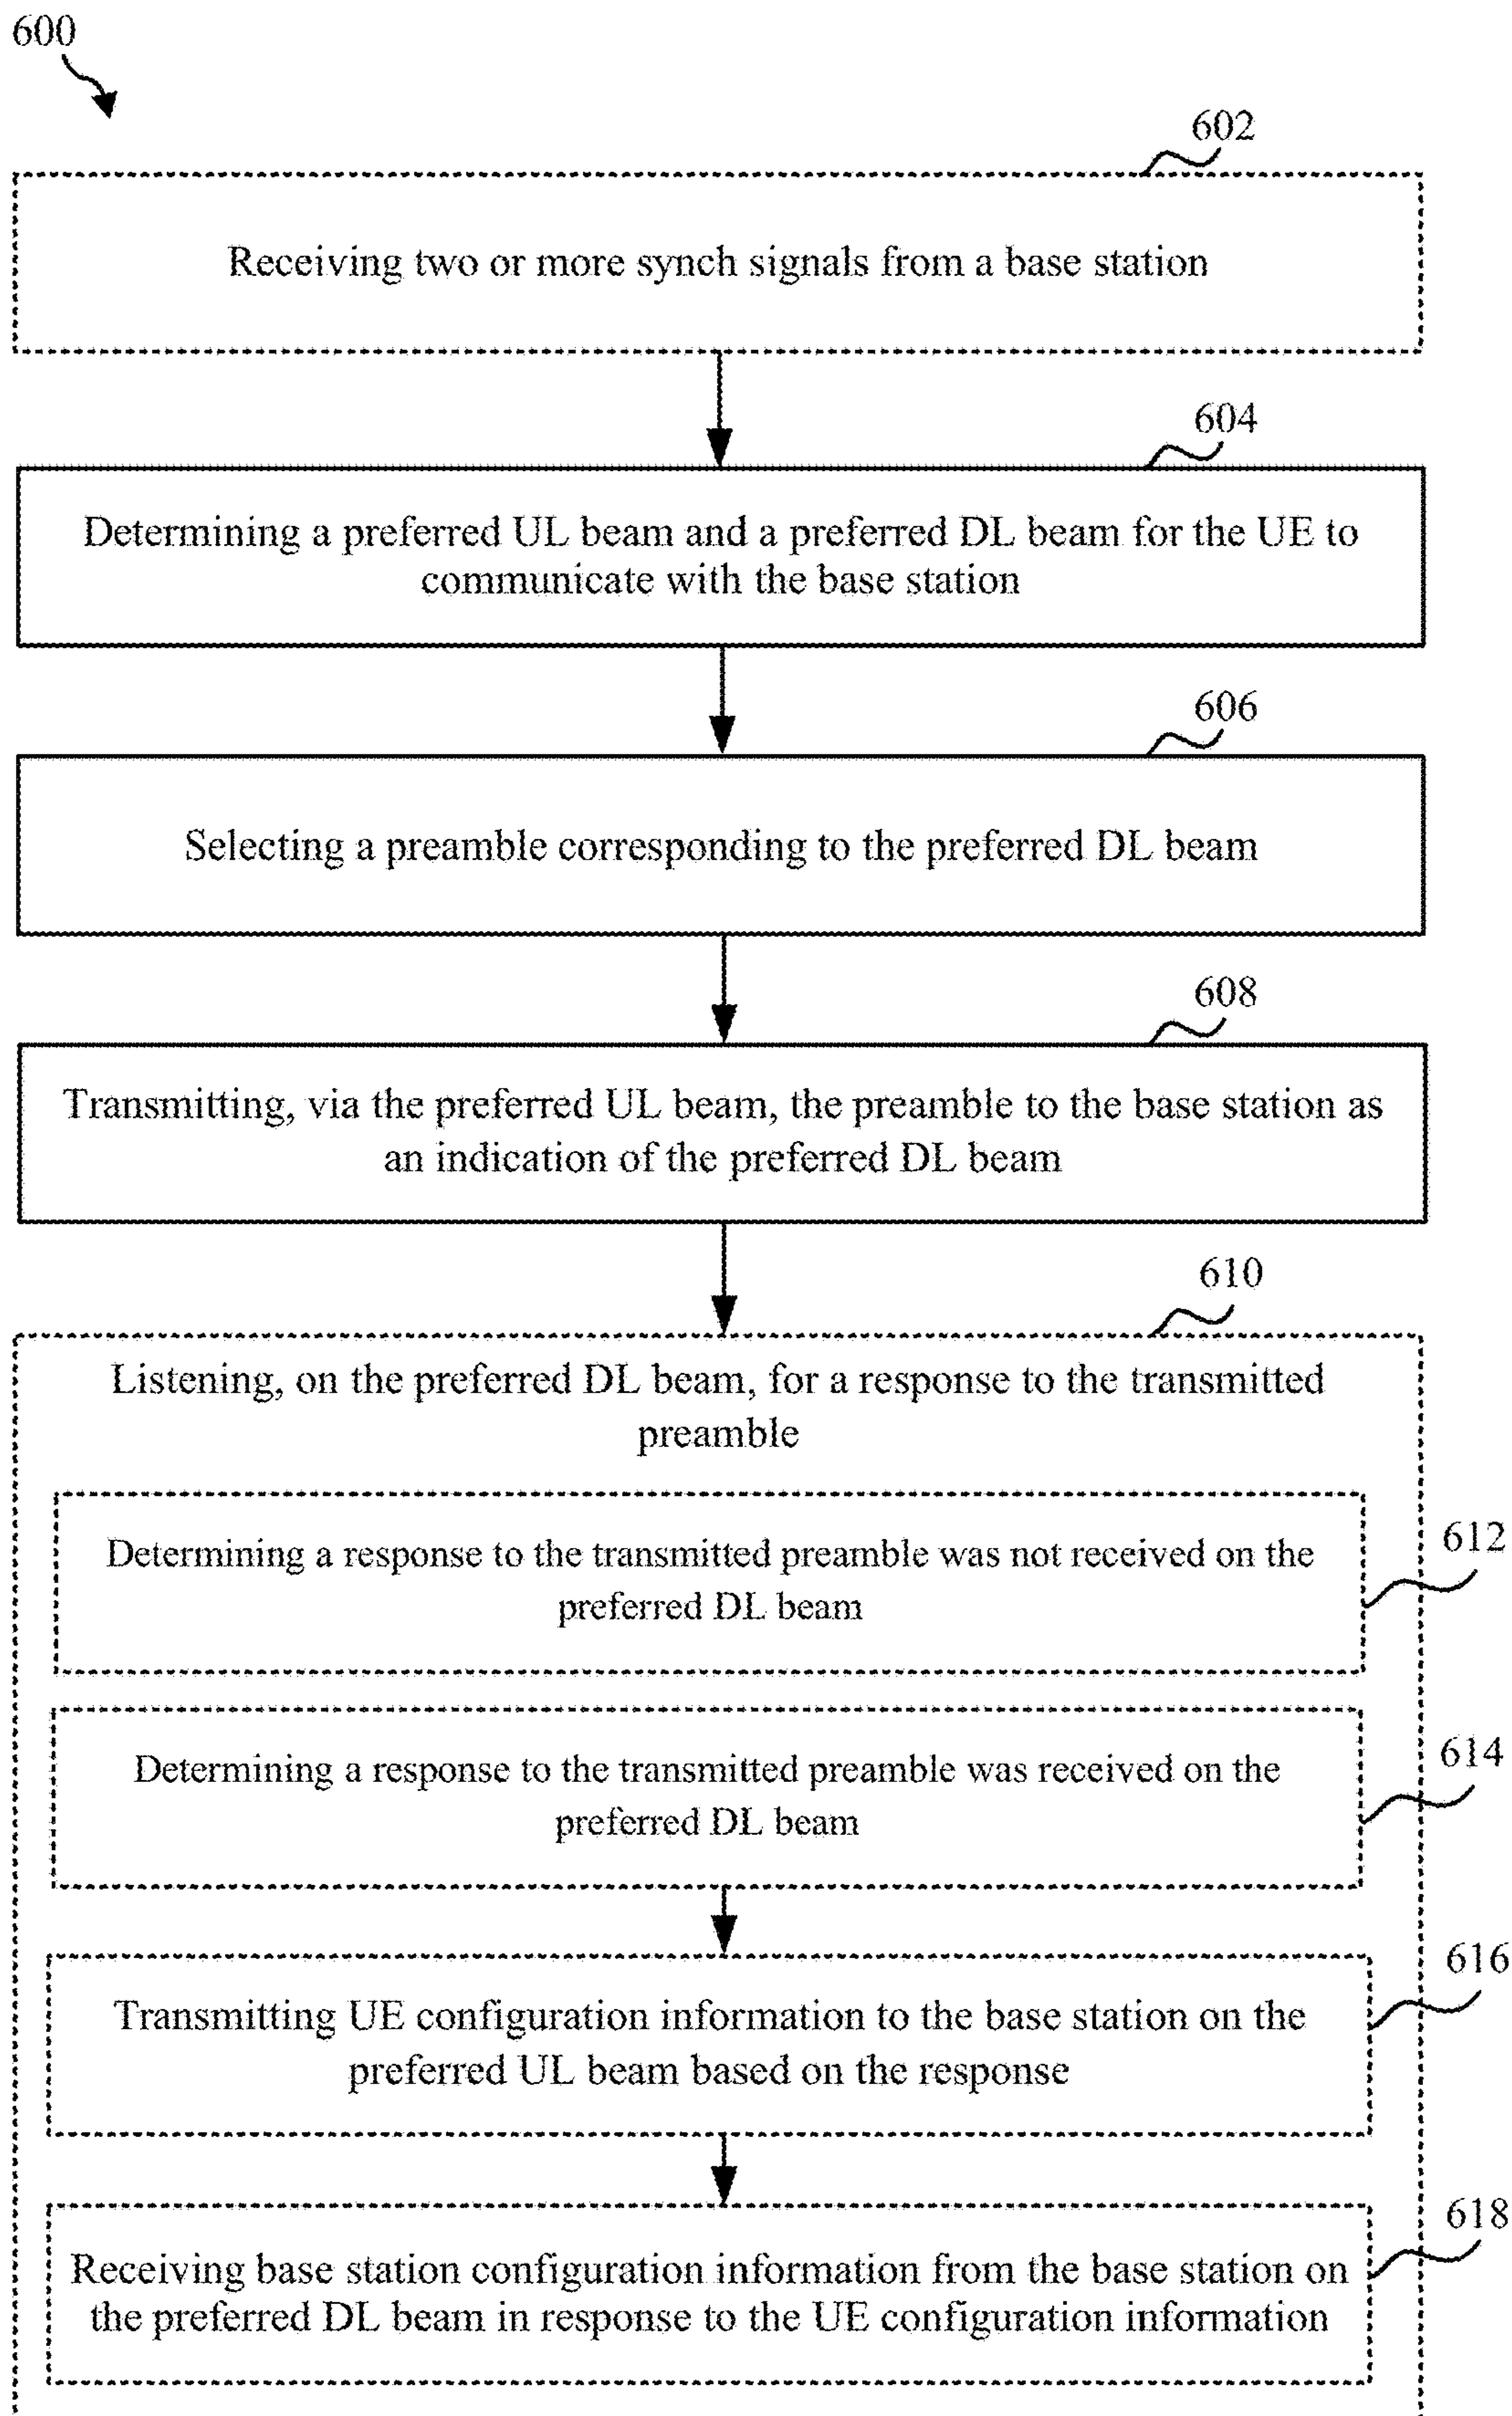 600
602
Receiving two or more synch signals from a base station
604
Determining a preferred UL beam and a preferred DL beam for the UE to
communicate with the base station
606
Selecting a preamble corresponding to the preferred DL beam
608
Transmitting, via the preferred UL beam, the preamble to the base station as
an indication of the preferred DL beam
610
Listening, on the preferred DL beam, for a response to the transmitted
preamble
612
Determining a response to the transmitted preamble was not received on the
preferred DL beam
614
Determining a response to the transmitted preamble was received on the
preferred DL beam
616
Transmitting UE configuration information to the base station on the
preferred UL beam based on the response
618
Receiving base station configuration information from the base station on
the preferred DL beam in response to the UE configuration information